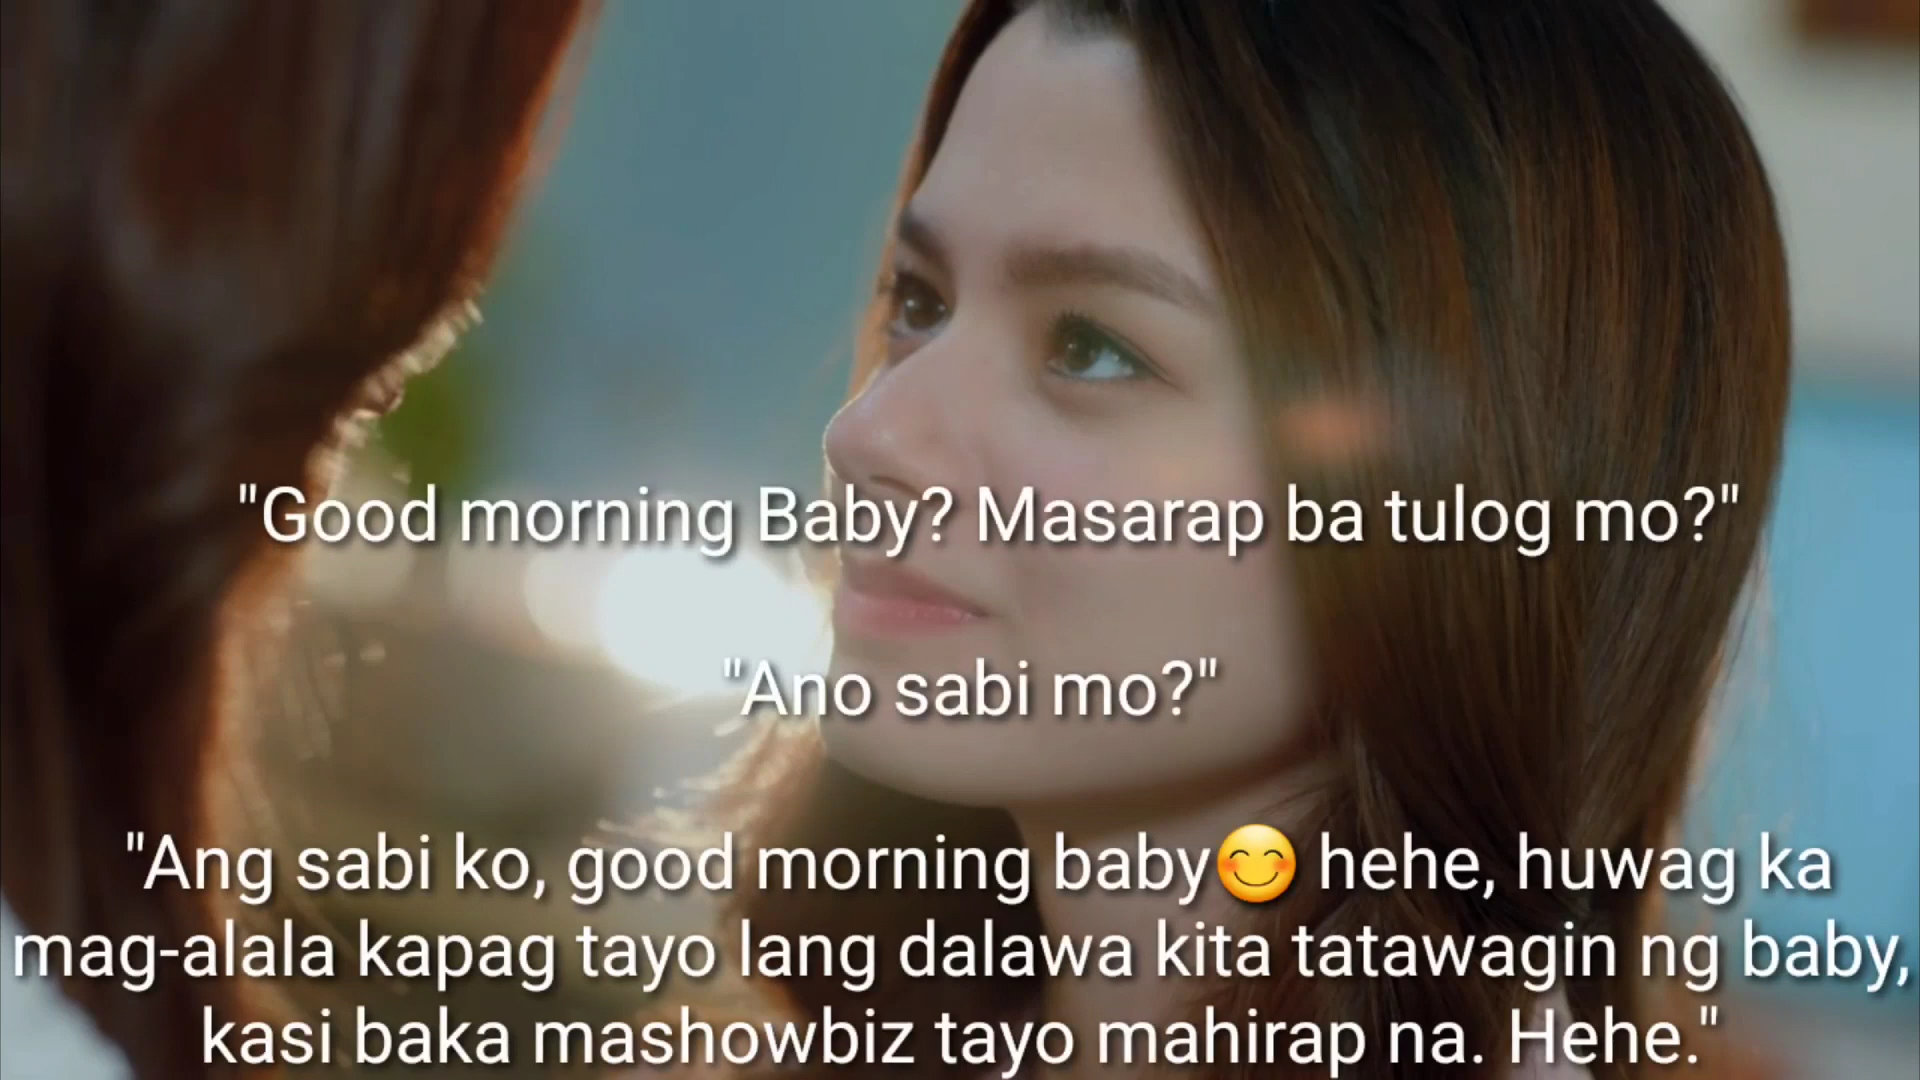 "Good morning Baby? Masarap ba tulog mo?"
"Ano sabi mo?"
"Ang sabi ko, good morning baby😊 hehe, huwag ka
mag-alala kapag tayo lang dalawa kita tatawagin ng baby,
kasi baka mashowbiz tayo mahirap na. Hehe."